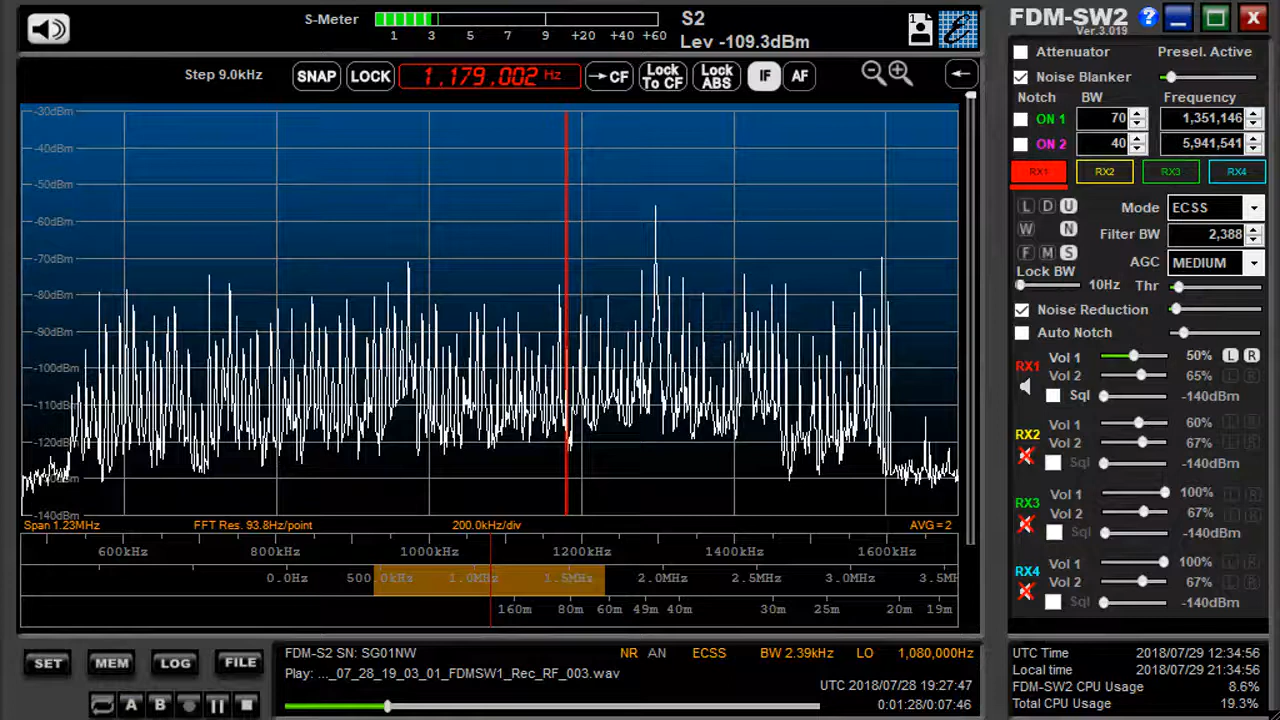 S-Meter
1 3 5 7 9 +20 +40 +60
S2
Lev -109.3dBm
1
FDM-SW2
Ver.3.019
?
X
Step 9.0kHz
SNAP
LOCK
1,179,002 Hz
→CF
Lock To CF
Lock ABS
IF
AF
-30dBm
-40dBm
-50dBm
-60dBm
-70dBm
-80dBm
-90dBm
-100dBm
-110dBm
-120dBm
-140dBm
Span 1.23MHz
FFT Res. 93.8Hz/point
200.0kHz/div
AVG=2
600kHz 800kHz 1000kHz 1200kHz 1400kHz 1600kHz
0.0Hz 500.0kHz 1.0MHz 1.5MHz 2.0MHz 2.5MHz 3.0MHz 3.5MH
160m 80m 60m 49m 40m 30m 25m 20m 19m
Attenuator
Presel. Active
Noise Blanker
Notch BW Frequency
ON 1 70 1,351,146
ON 2 40 5,941,541
RX1 RX2 RX3 RX4
L D U
Mode ECSS
W N
Filter BW 2,388
F M S
AGC MEDIUM
Lock BW
10Hz Thr
Noise Reduction
Auto Notch
RX1
Vol 1 50% L R
Vol 2 65% L R
Sql -140dBm
RX2
Vol 1 60% L R
Vol 2 67% L R
Sql -140dBm
RX3
Vol 1 100% L R
Vol 2 67% L R
Sql -140dBm
RX4
Vol 1 100% L R
Vol 2 67% L R
Sql -140dBm
SET MEM LOG FILE
A B
FDM-S2 SN: SG01NW
NR AN ECSS BW 2.39kHz LO 1,080,000Hz
Play: ..._07_28_19_03_01_FDMSW1_Rec_RF_003.wav
UTC 2018/07/28 19:27:47
0:01:28/0:07:46
UTC Time 2018/07/29 12:34:56
Local time 2018/07/29 21:34:56
FDM-SW2 CPU Usage 8.6%
Total CPU Usage 19.3%